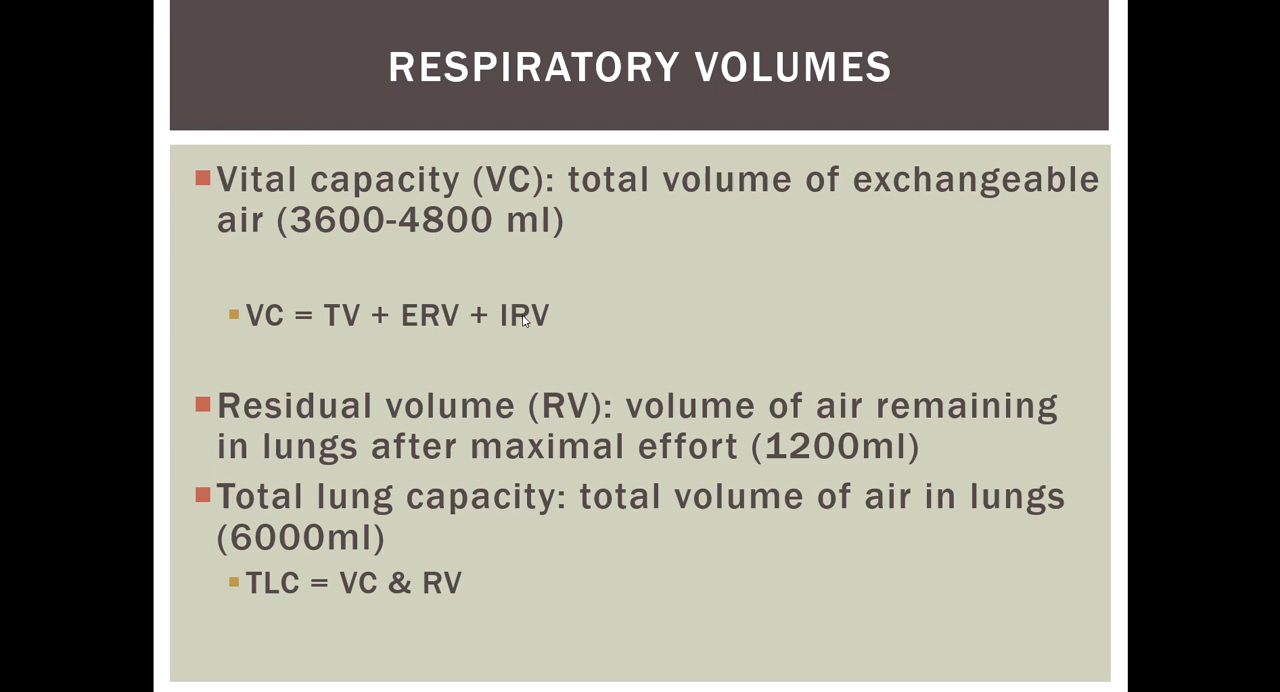 RESPIRATORY VOLUMES
Vital capacity (VC): total volume of exchangeable
air (3600-4800 ml)
VC = TV + ERV + IRV
Residual volume (RV): volume of air remaining
in lungs after maximal effort (1200ml)
Total lung capacity: total volume of air in lungs
(6000ml)
TLC = VC & RV